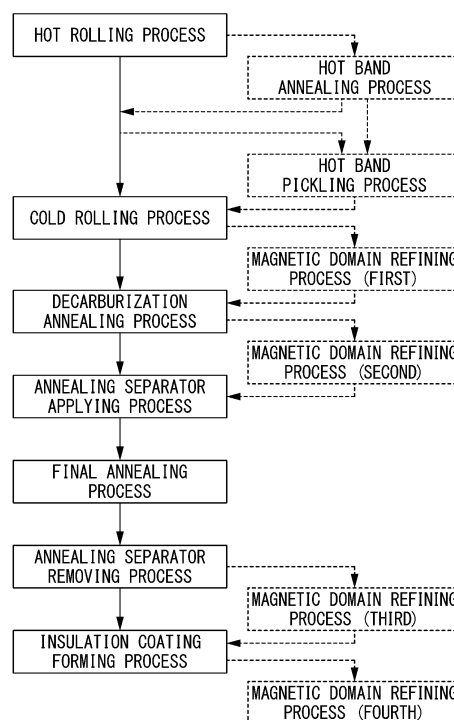 HOT ROLLING PROCESS
HOT BAND
ANNEALING PROCESS
HOT BAND
PICKLING PROCESS
COLD ROLLING PROCESS
MAGNETIC DOMAIN REFINING
PROCESS (FIRST)
DECARBURIZATION
ANNEALING PROCESS
MAGNETIC DOMAIN REFINING
PROCESS (SECOND)
ANNEALING SEPARATOR
APPLYING PROCESS
FINAL ANNEALING
PROCESS
ANNEALING SEPARATOR
REMOVING PROCESS
MAGNETIC DOMAIN REFINING
PROCESS (THIRD)
INSULATION COATING
FORMING PROCESS
MAGNETIC DOMAIN REFINING
PROCESS (FOURTH)